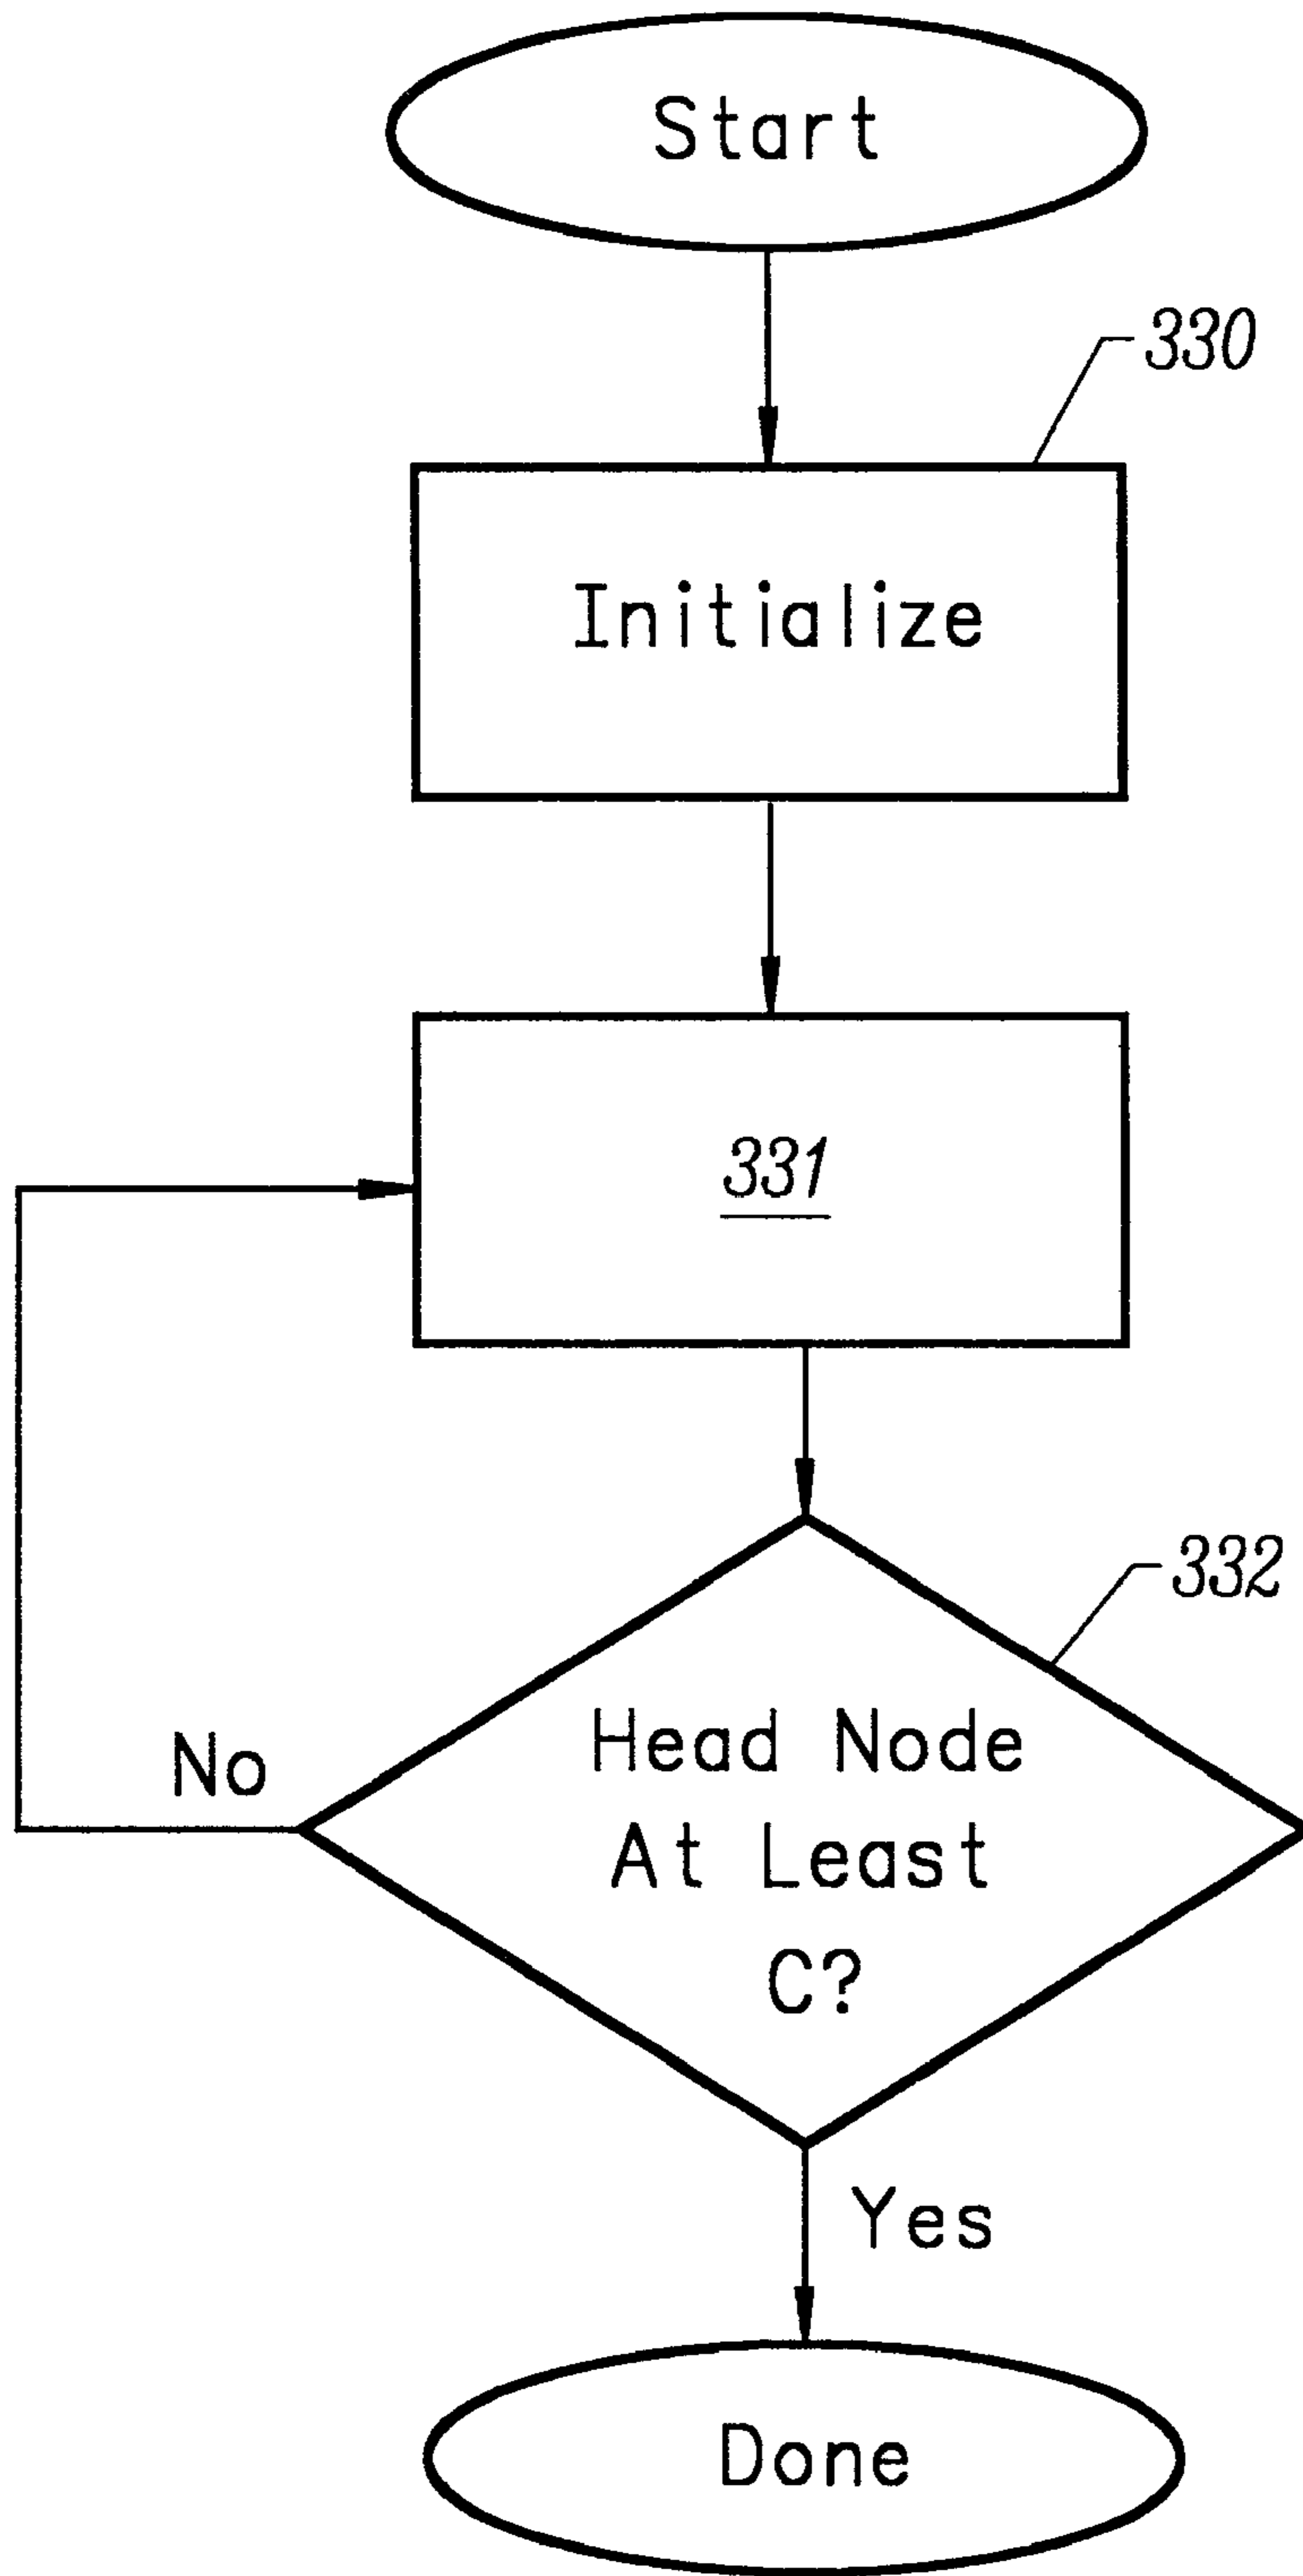 Start
330
Initialize
331
332
Head Node
At Least
C?
No
Yes
Done